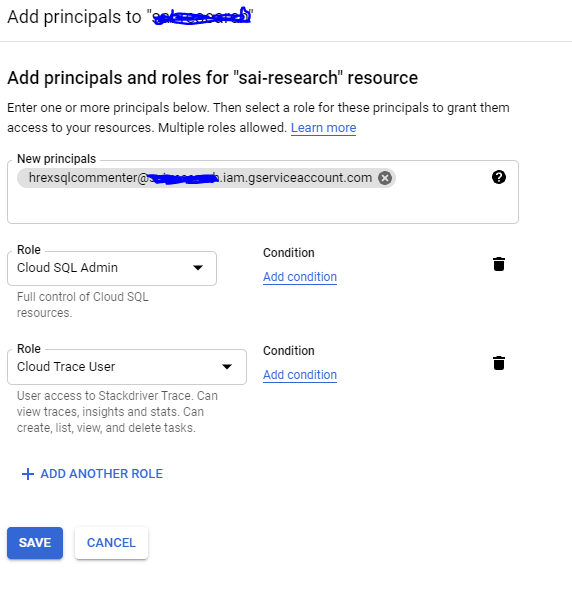 Add principals to "
Add principals and roles for "sai-research" resource
Enter one or more principals below. Then select a role for these principals to grant them
access to your resources. Multiple roles allowed. Learn more
New principals
hrexsqlcommenter@ .iam.gserviceaccount.com
Role
Cloud SQL Admin
Condition
Add condition
Full control of Cloud SQL
resources.
Role
Cloud Trace User
Condition
Add condition
User access to Stackdriver Trace. Can
view traces, insights and stats. Can
create, list, view, and delete tasks.
ADD ANOTHER ROLE
SAVE
CANCEL